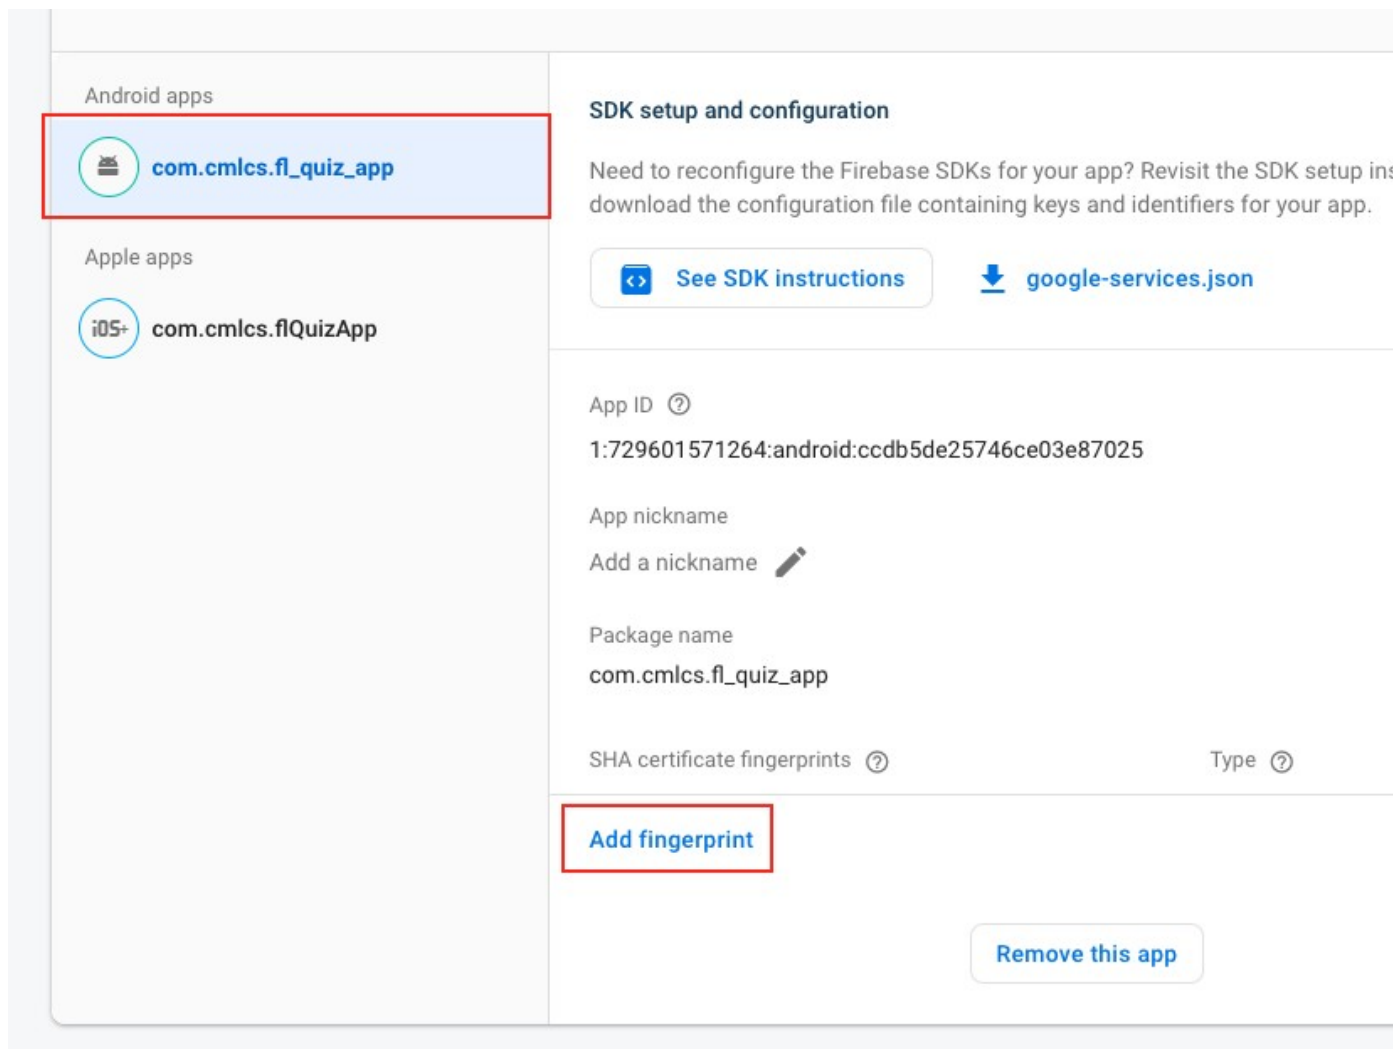 Android apps
com.cmlcs.fl_quiz_app
Apple apps
iOS+
com.cmlcs.flQuizApp
SDK setup and configuration
Need to reconfigure the Firebase SDKs for your app? Revisit the SDK setup ins
download the configuration file containing keys and identifiers for your app.
See SDK instructions
google-services.json
App ID
1:729601571264:android:ccdb5de25746ce03e87025
App nickname
Add a nickname
Package name
com.cmlcs.fl_quiz_app
SHA certificate fingerprints Type
Add fingerprint
Remove this app